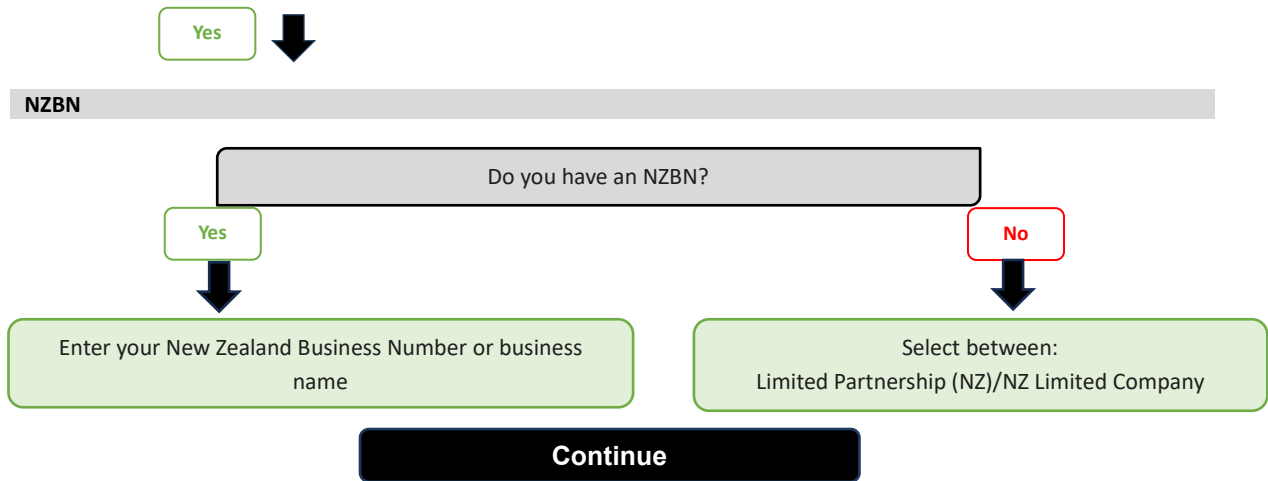 Yes
NZBN
Do you have an NZBN?
Yes
No
Enter your New Zealand Business Number or business
name
Select between:
Limited Partnership (NZ)/NZ Limited Company
Continue